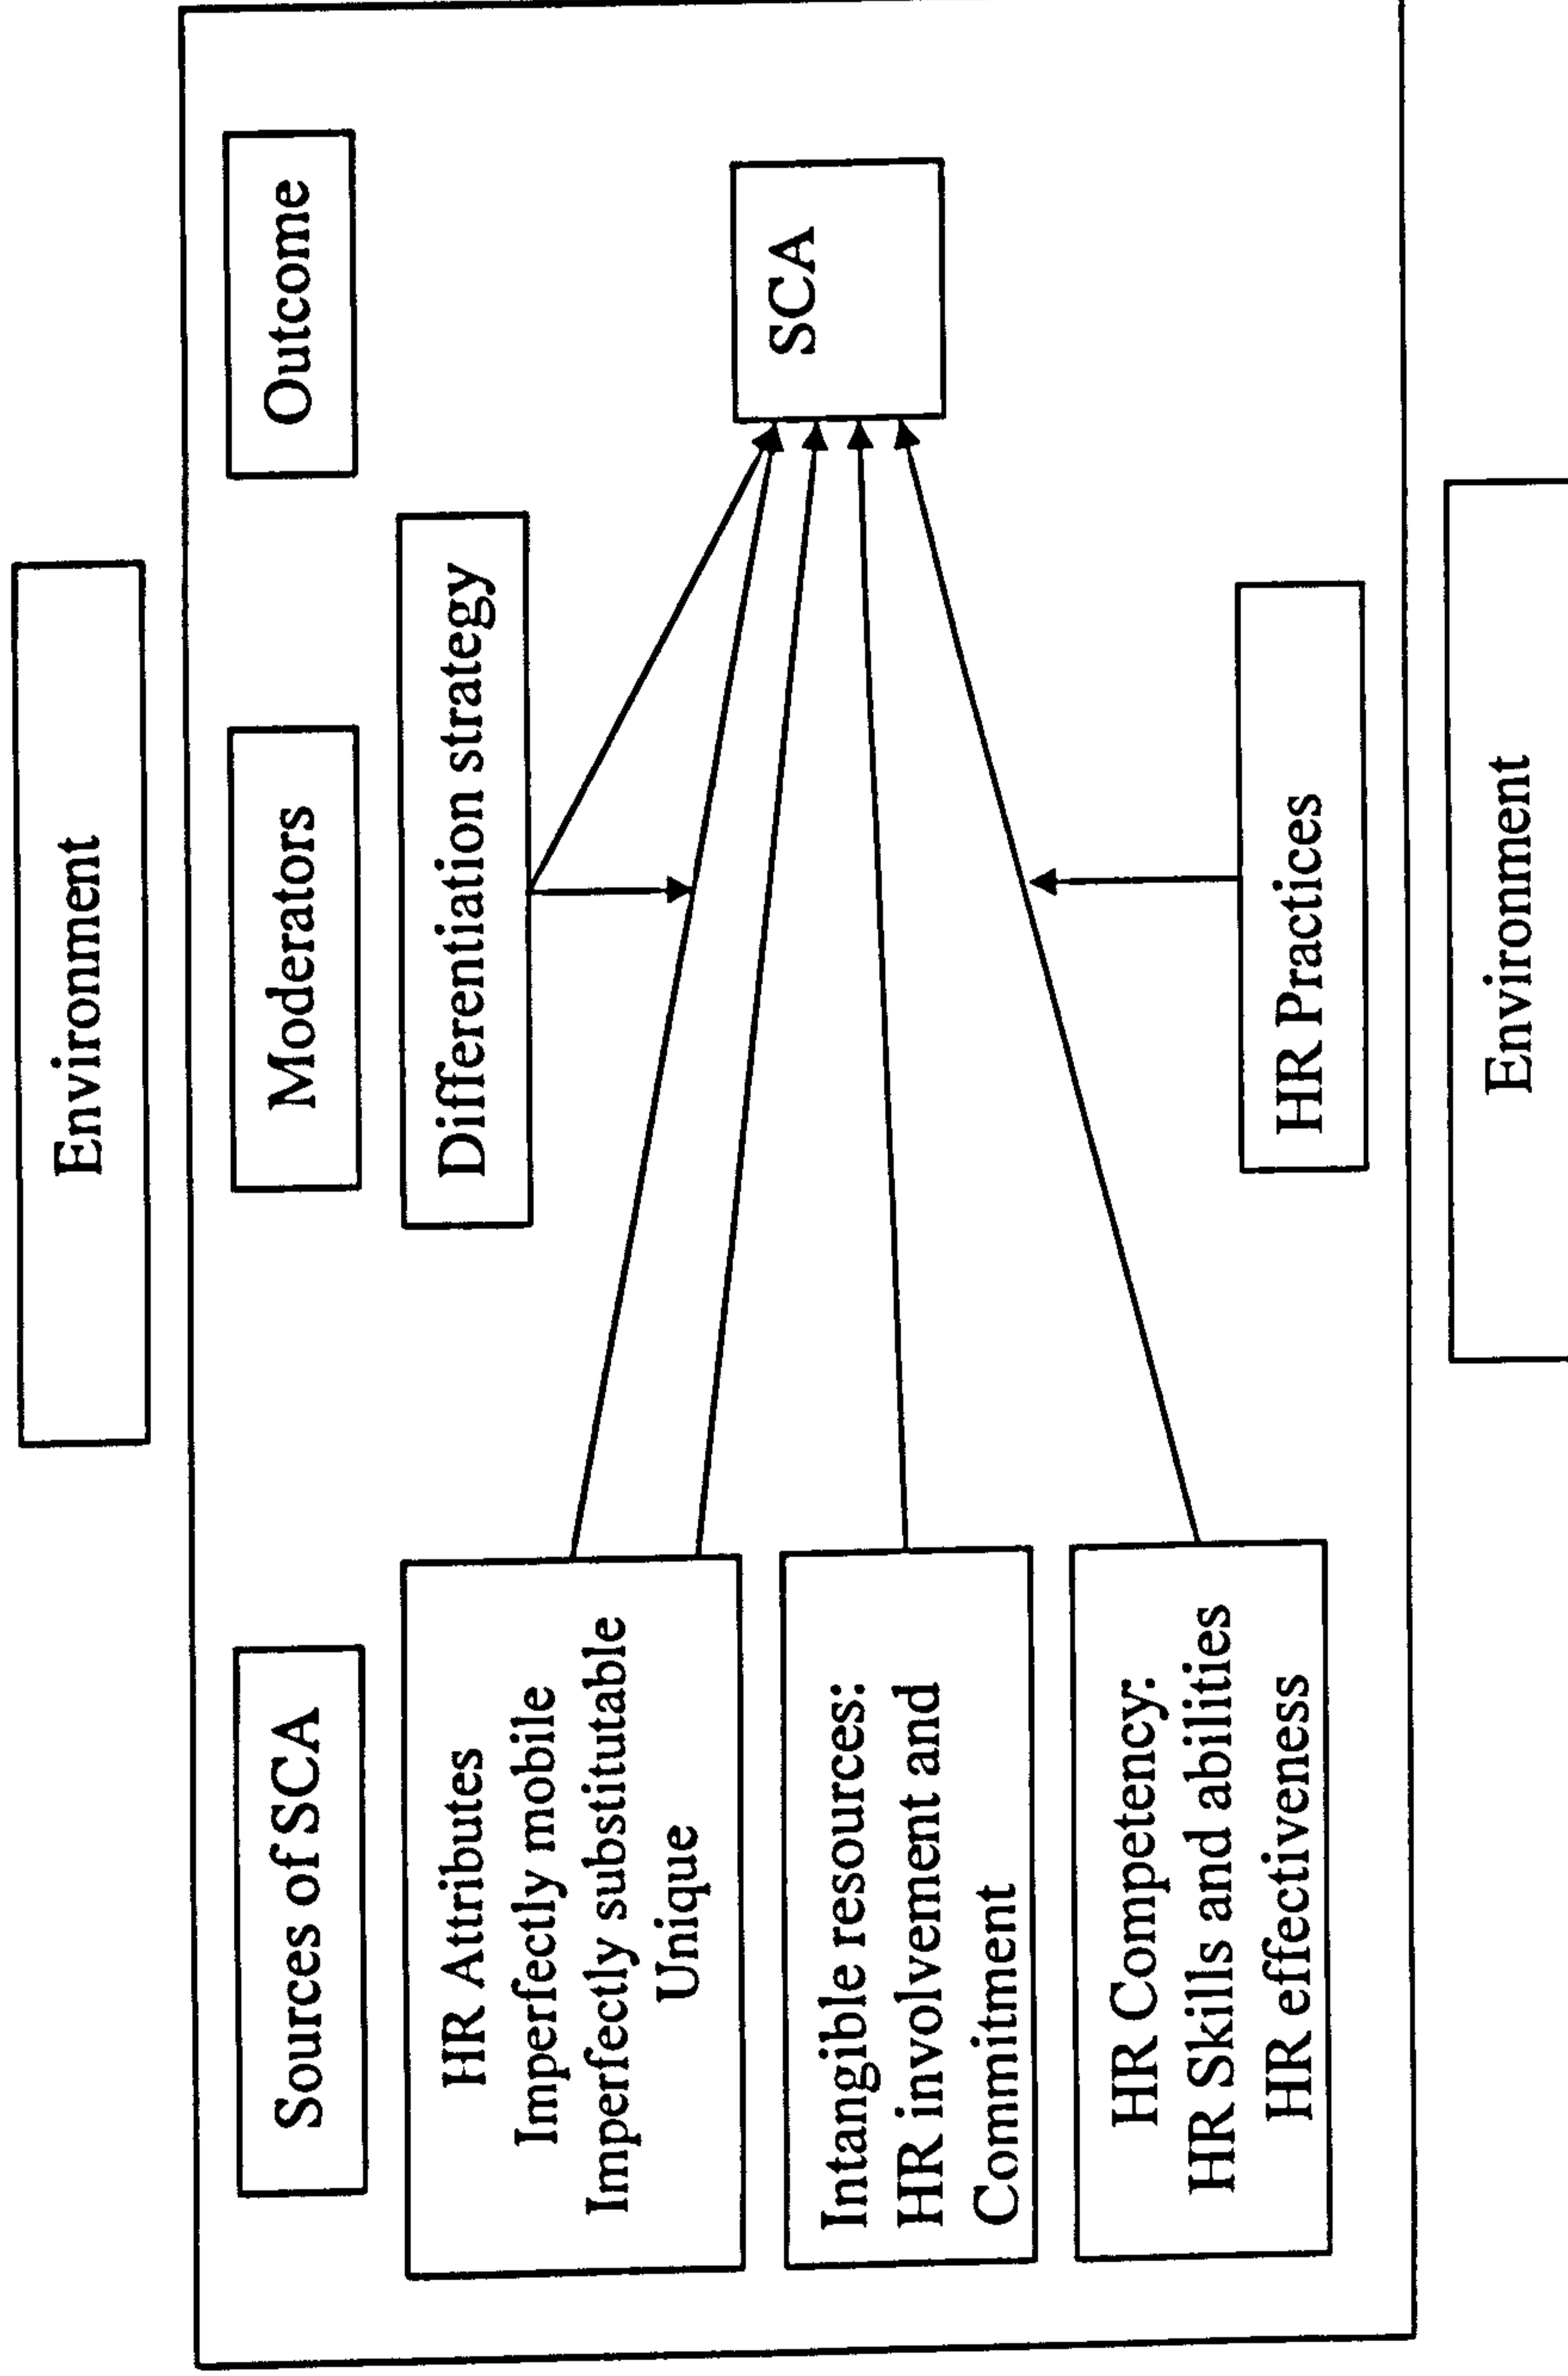 Environment
Sources of SCA
Moderators
Outcome
Differentiation strategy
HR Attributes
Imperfectly mobile
Imperfectly substitutable
Unique
SCA
Intangible resources:
HR involvement and
Commitment
HR Competency:
HR Skills and abilities
HR effectiveness
HR Practices
Environment